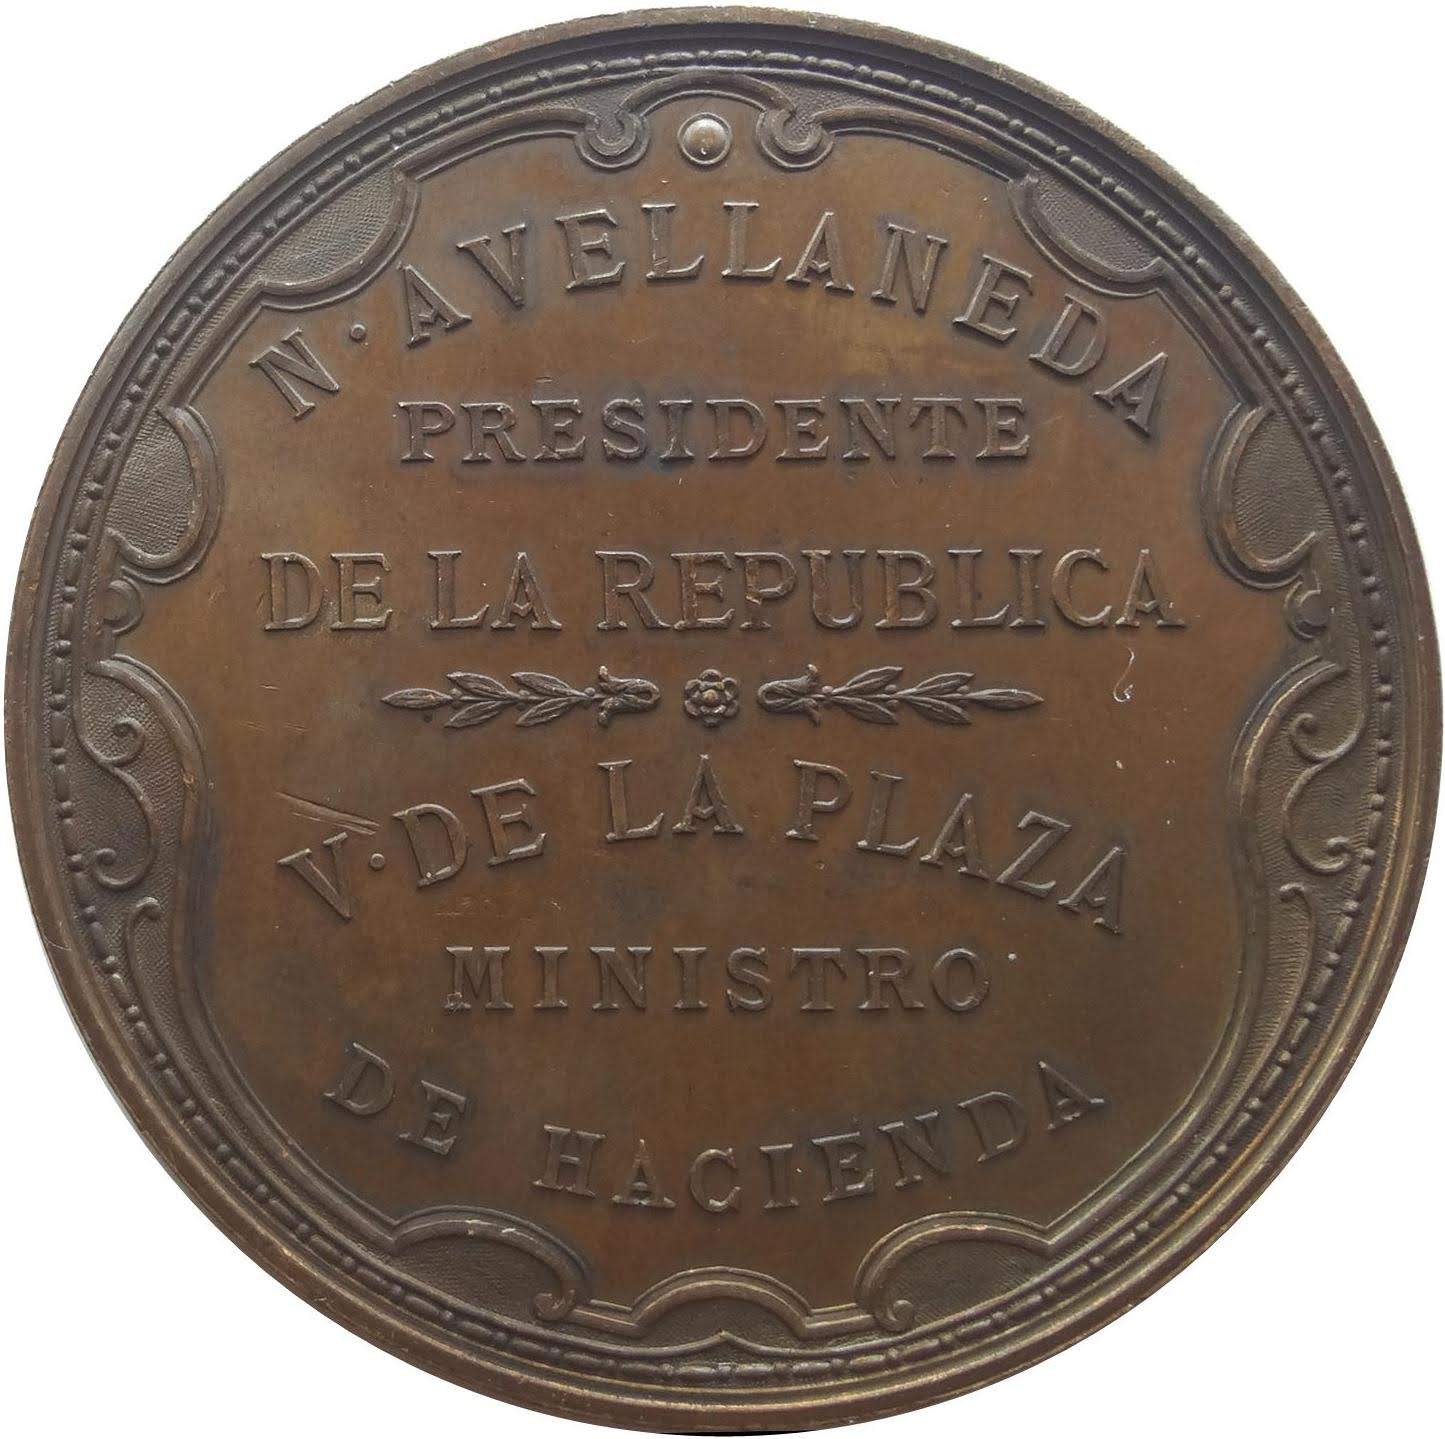 N. AVELLANEDA
PRESIDENTE
DE LA REPUBLICA
V. DE LA PLAZA
MINISTRO
DE HACIENDA